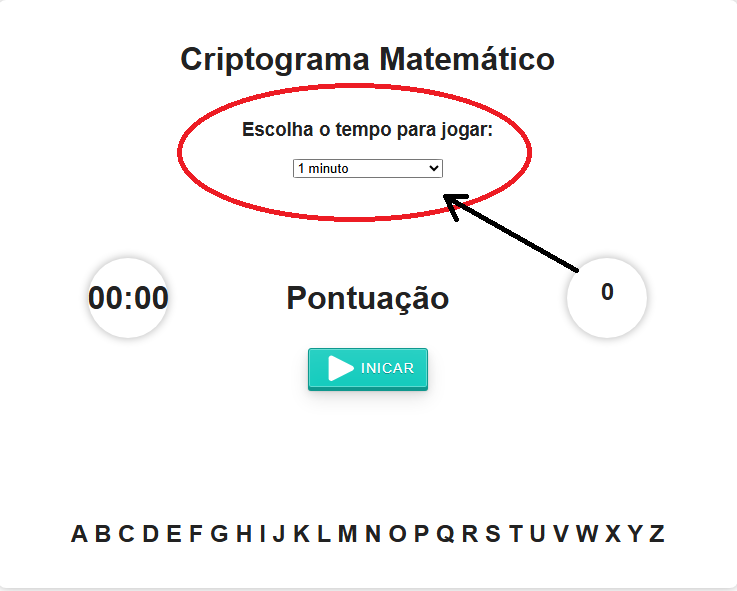 Criptograma Matemático
Escolha o tempo para jogar:
1 minuto
00:00 Pontuação 0
INICAR
A B C D E F G H I J K L M N O P Q R S T U V W X Y Z